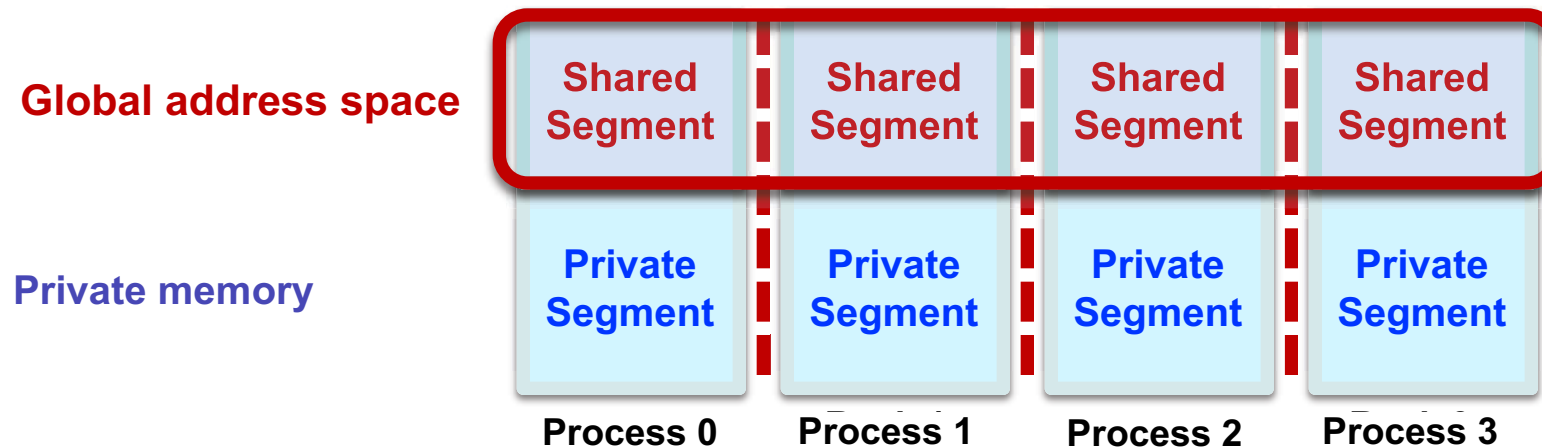 Global address space
Shared
Segment
Shared
Segment
Shared
Segment
Shared
Segment
Private memory
Private
Segment
Private
Segment
Private
Segment
Private
Segment
Process 0
Process 1
Process 2
Process 3